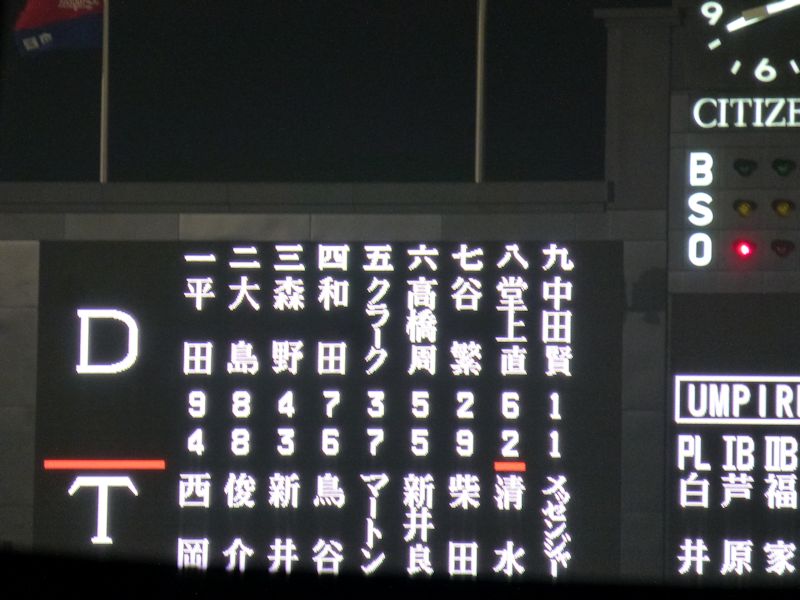 9
6
CITIZE
B
S
O
D
一 平田 9
二 大島 8
三 森野 4
四 和田 7
五 クラーク 3
六 高橋周 5
七 谷繁 2
八 堂上直 6
九 中田賢 1
T
4 西岡
8 俊介
3 新井
6 鳥谷
7 マートン
5 新井良
9 柴田
2 清水
1 メッセンジャー
UMPIR
PL 白井
IB 芦原
IIB 福家